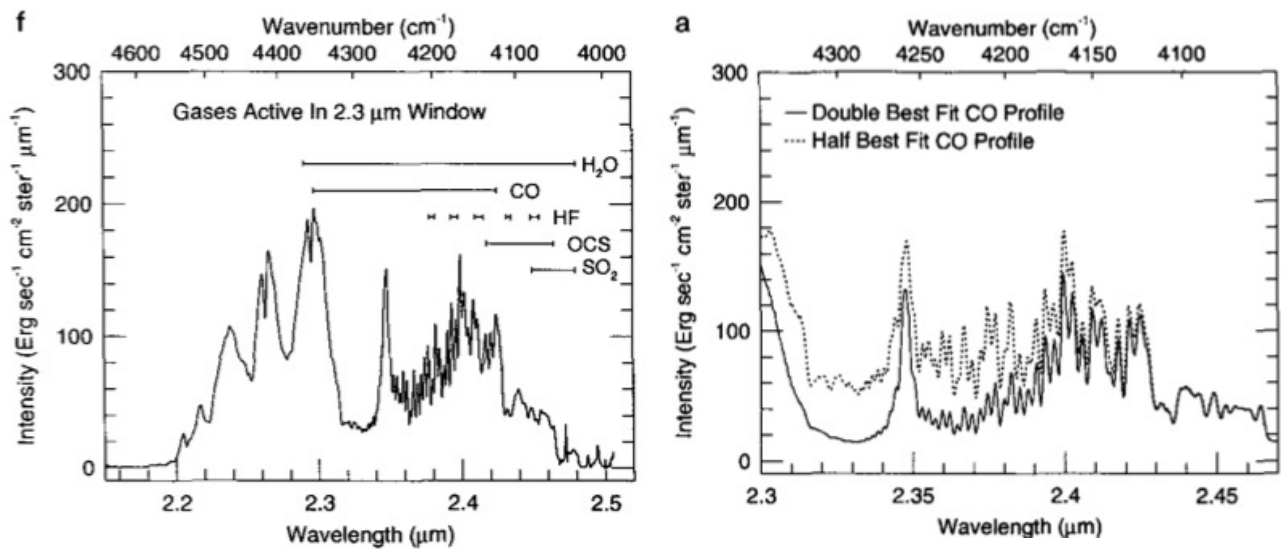 f
Wavenumber (cm⁻¹)
4600 4500 4400 4300 4200 4100 4000
300
200
100
0
Intensity (Erg sec⁻¹ cm⁻² ster⁻¹ μm⁻¹)
Gases Active In 2.3 μm Window
H₂O
CO
HF
OCS
SO₂
2.2 2.3 2.4 2.5
Wavelength (μm)
a
Wavenumber (cm⁻¹)
4300 4250 4200 4150 4100
300
200
100
0
Intensity (Erg sec⁻¹ cm⁻² ster⁻¹ μm⁻¹)
Double Best Fit CO Profile
Half Best Fit CO Profile
2.3 2.35 2.4 2.45
Wavelength (μm)